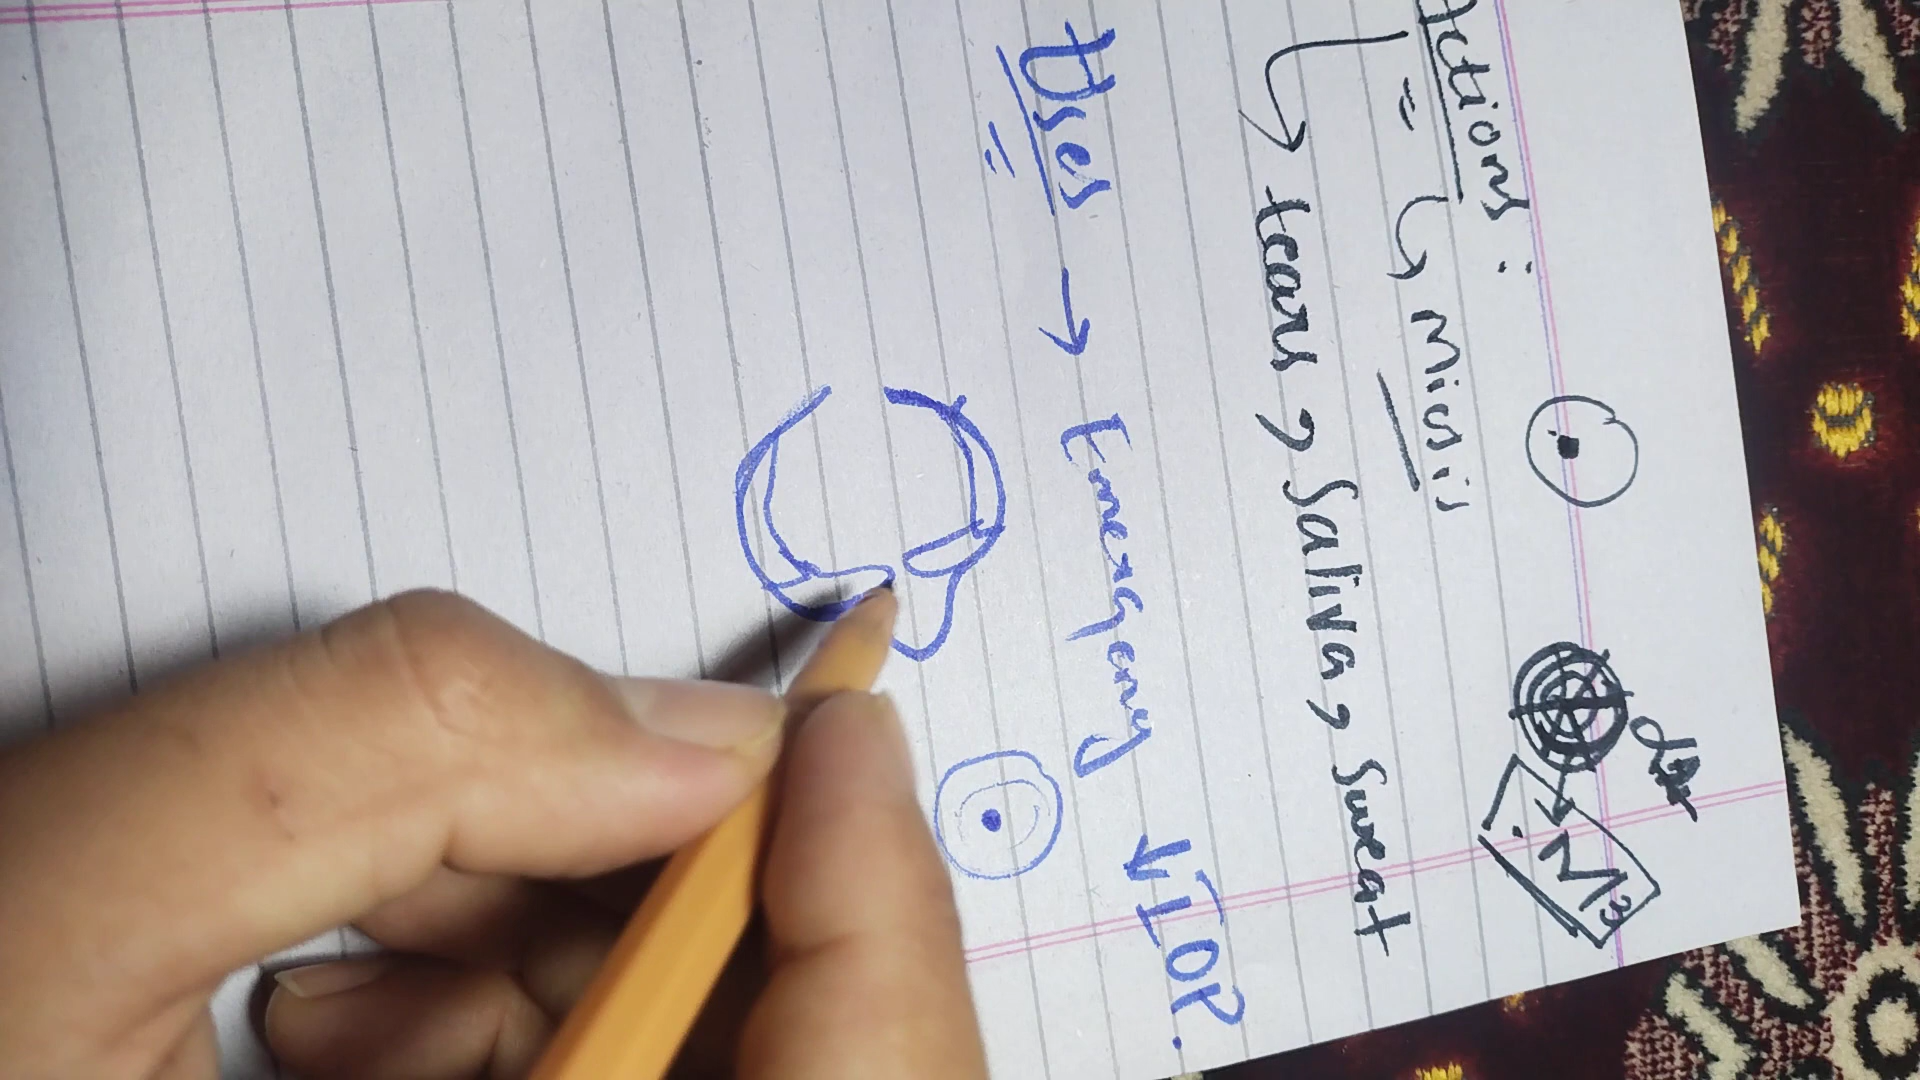 Actions :
Miosis
M3
tears , Saliva , Sweat
Uses → Emergency ↓ IOP.